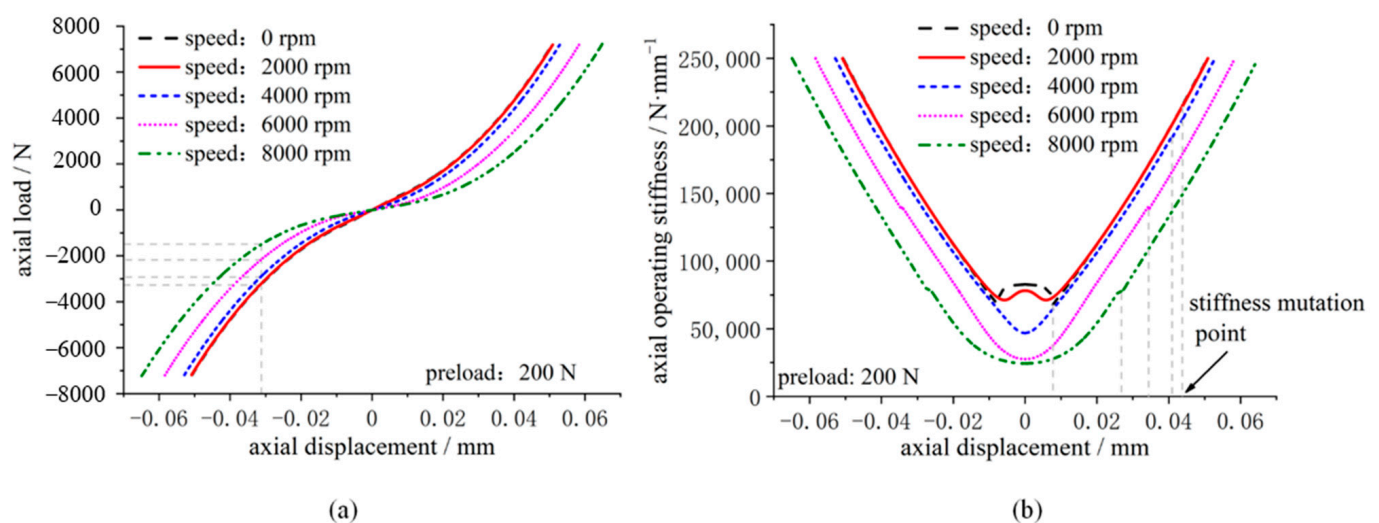 8000
6000
4000
2000
0
−2000
−4000
−6000
−8000
axial load / N
speed：0 rpm
speed：2000 rpm
speed：4000 rpm
speed：6000 rpm
speed：8000 rpm
preload：200 N
−0.06 −0.04 −0.02 0 0.02 0.04 0.06
axial displacement / mm
(a)
250, 000
200, 000
150, 000
100, 000
50, 000
0
axial operating stiffness / N·mm⁻¹
speed：0 rpm
speed：2000 rpm
speed：4000 rpm
speed：6000 rpm
speed：8000 rpm
stiffness mutation
point
preload: 200 N
−0.06 −0.04 −0.02 0 0.02 0.04 0.06
axial displacement / mm
(b)